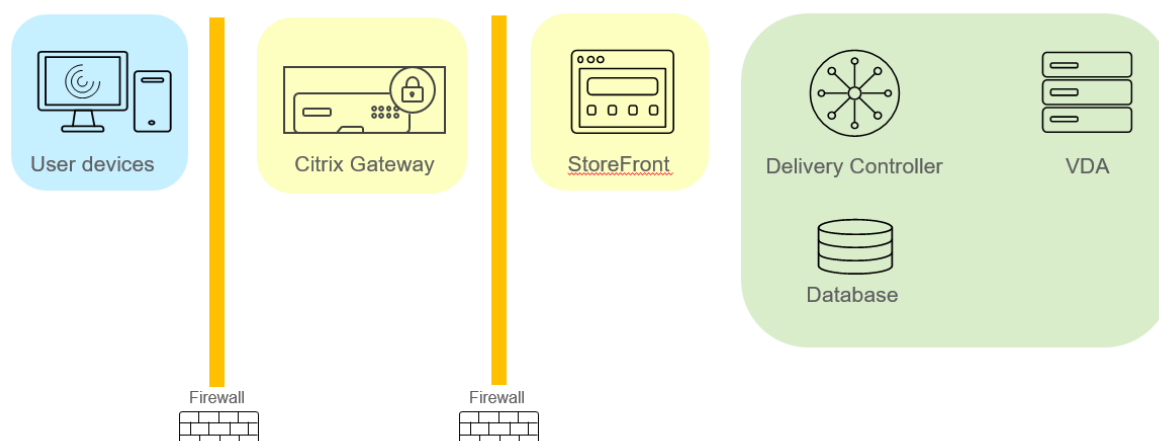 User devices
Citrix Gateway
StoreFront
Delivery Controller
VDA
Database
Firewall
Firewall